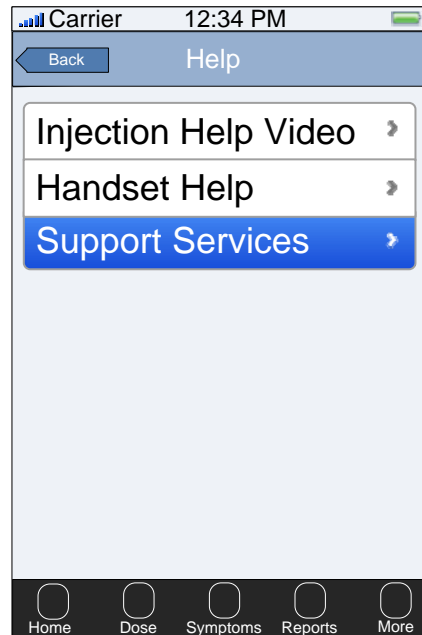 Carrier 12:34 PM
Back Help
Injection Help Video
Handset Help
Support Services
Home Dose Symptoms Reports More